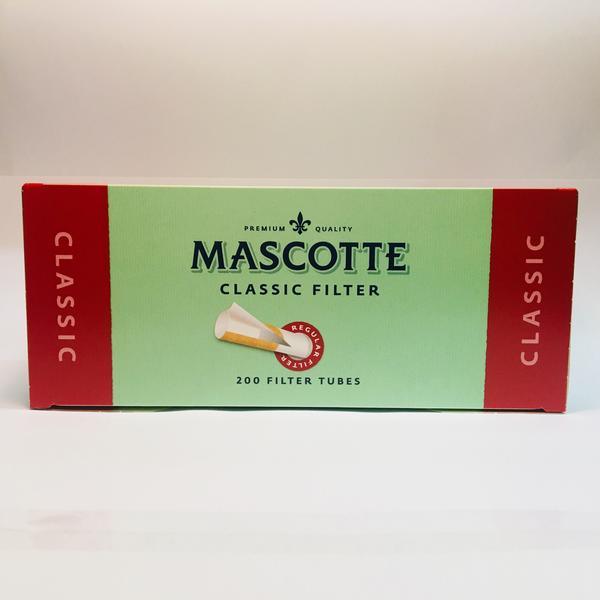 CLASSIC
PREMIUM QUALITY
MASCOTTE
CLASSIC FILTER
REGULAR FILTER
200 FILTER TUBES
CLASSIC